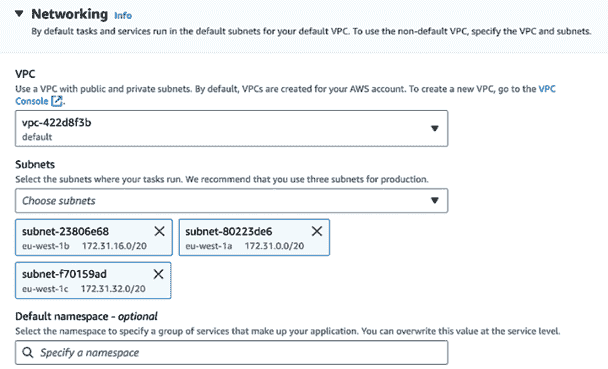 Networking Info
By default tasks and services run in the default subnets for your default VPC. To use the non-default VPC, specify the VPC and subnets.
VPC
Use a VPC with public and private subnets. By default, VPCs are created for your AWS account. To create a new VPC, go to the VPC
Console.
vpc-422d8f3b
default
Subnets
Select the subnets where your tasks run. We recommend that you use three subnets for production.
Choose subnets
subnet-23806e68
eu-west-1b 172.31.16.0/20
subnet-80223de6
eu-west-1a 172.31.0.0/20
subnet-f70159ad
eu-west-1c 172.31.32.0/20
Default namespace - optional
Select the namespace to specify a group of services that make up your application. You can overwrite this value at the service level.
Specify a namespace